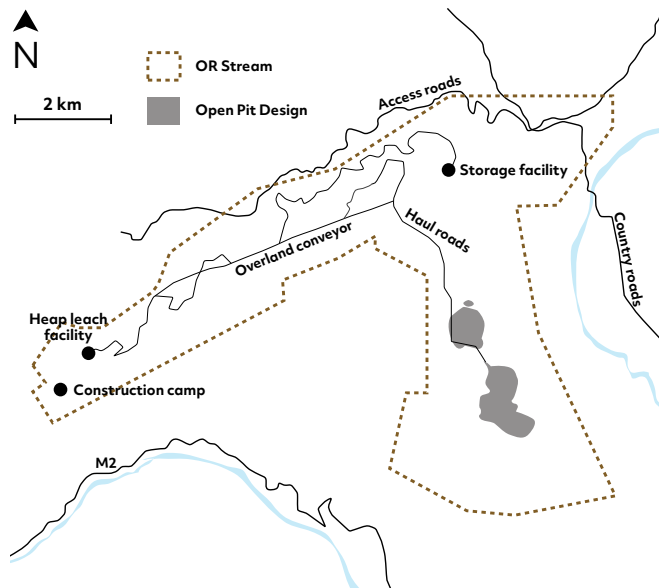 N
2 km
OR Stream
Open Pit Design
Access roads
Storage facility
Haul roads
Overland conveyor
Country roads
Heap leach
facility
Construction camp
M2